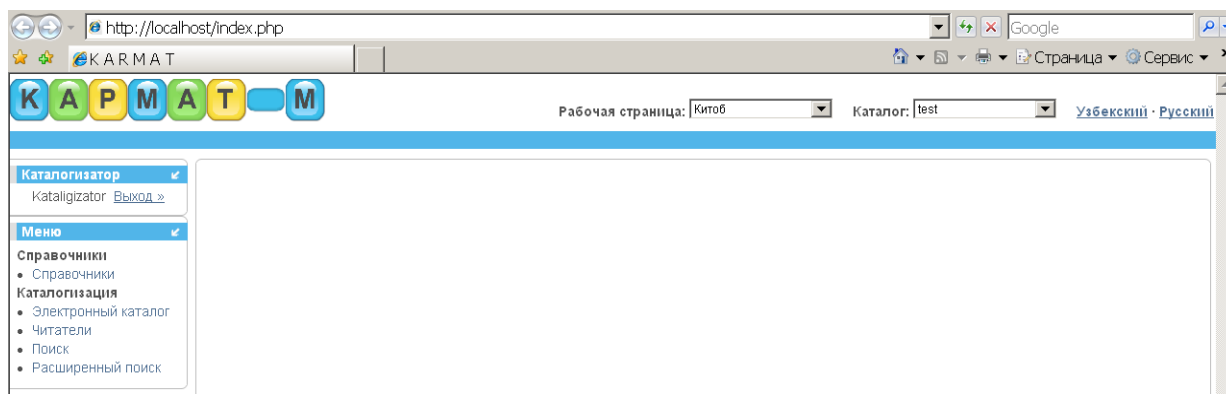 http://localhost/index.php
Google
K A R M A T
Страница
Сервис
КАРМАТ-М
Рабочая страница: Китоб
Каталог: test
Узбекский · Русский
Каталогизатор
Kataligizator Выход »
Меню
Справочники
• Справочники
Каталогизация
• Электронный каталог
• Читатели
• Поиск
• Расширенный поиск